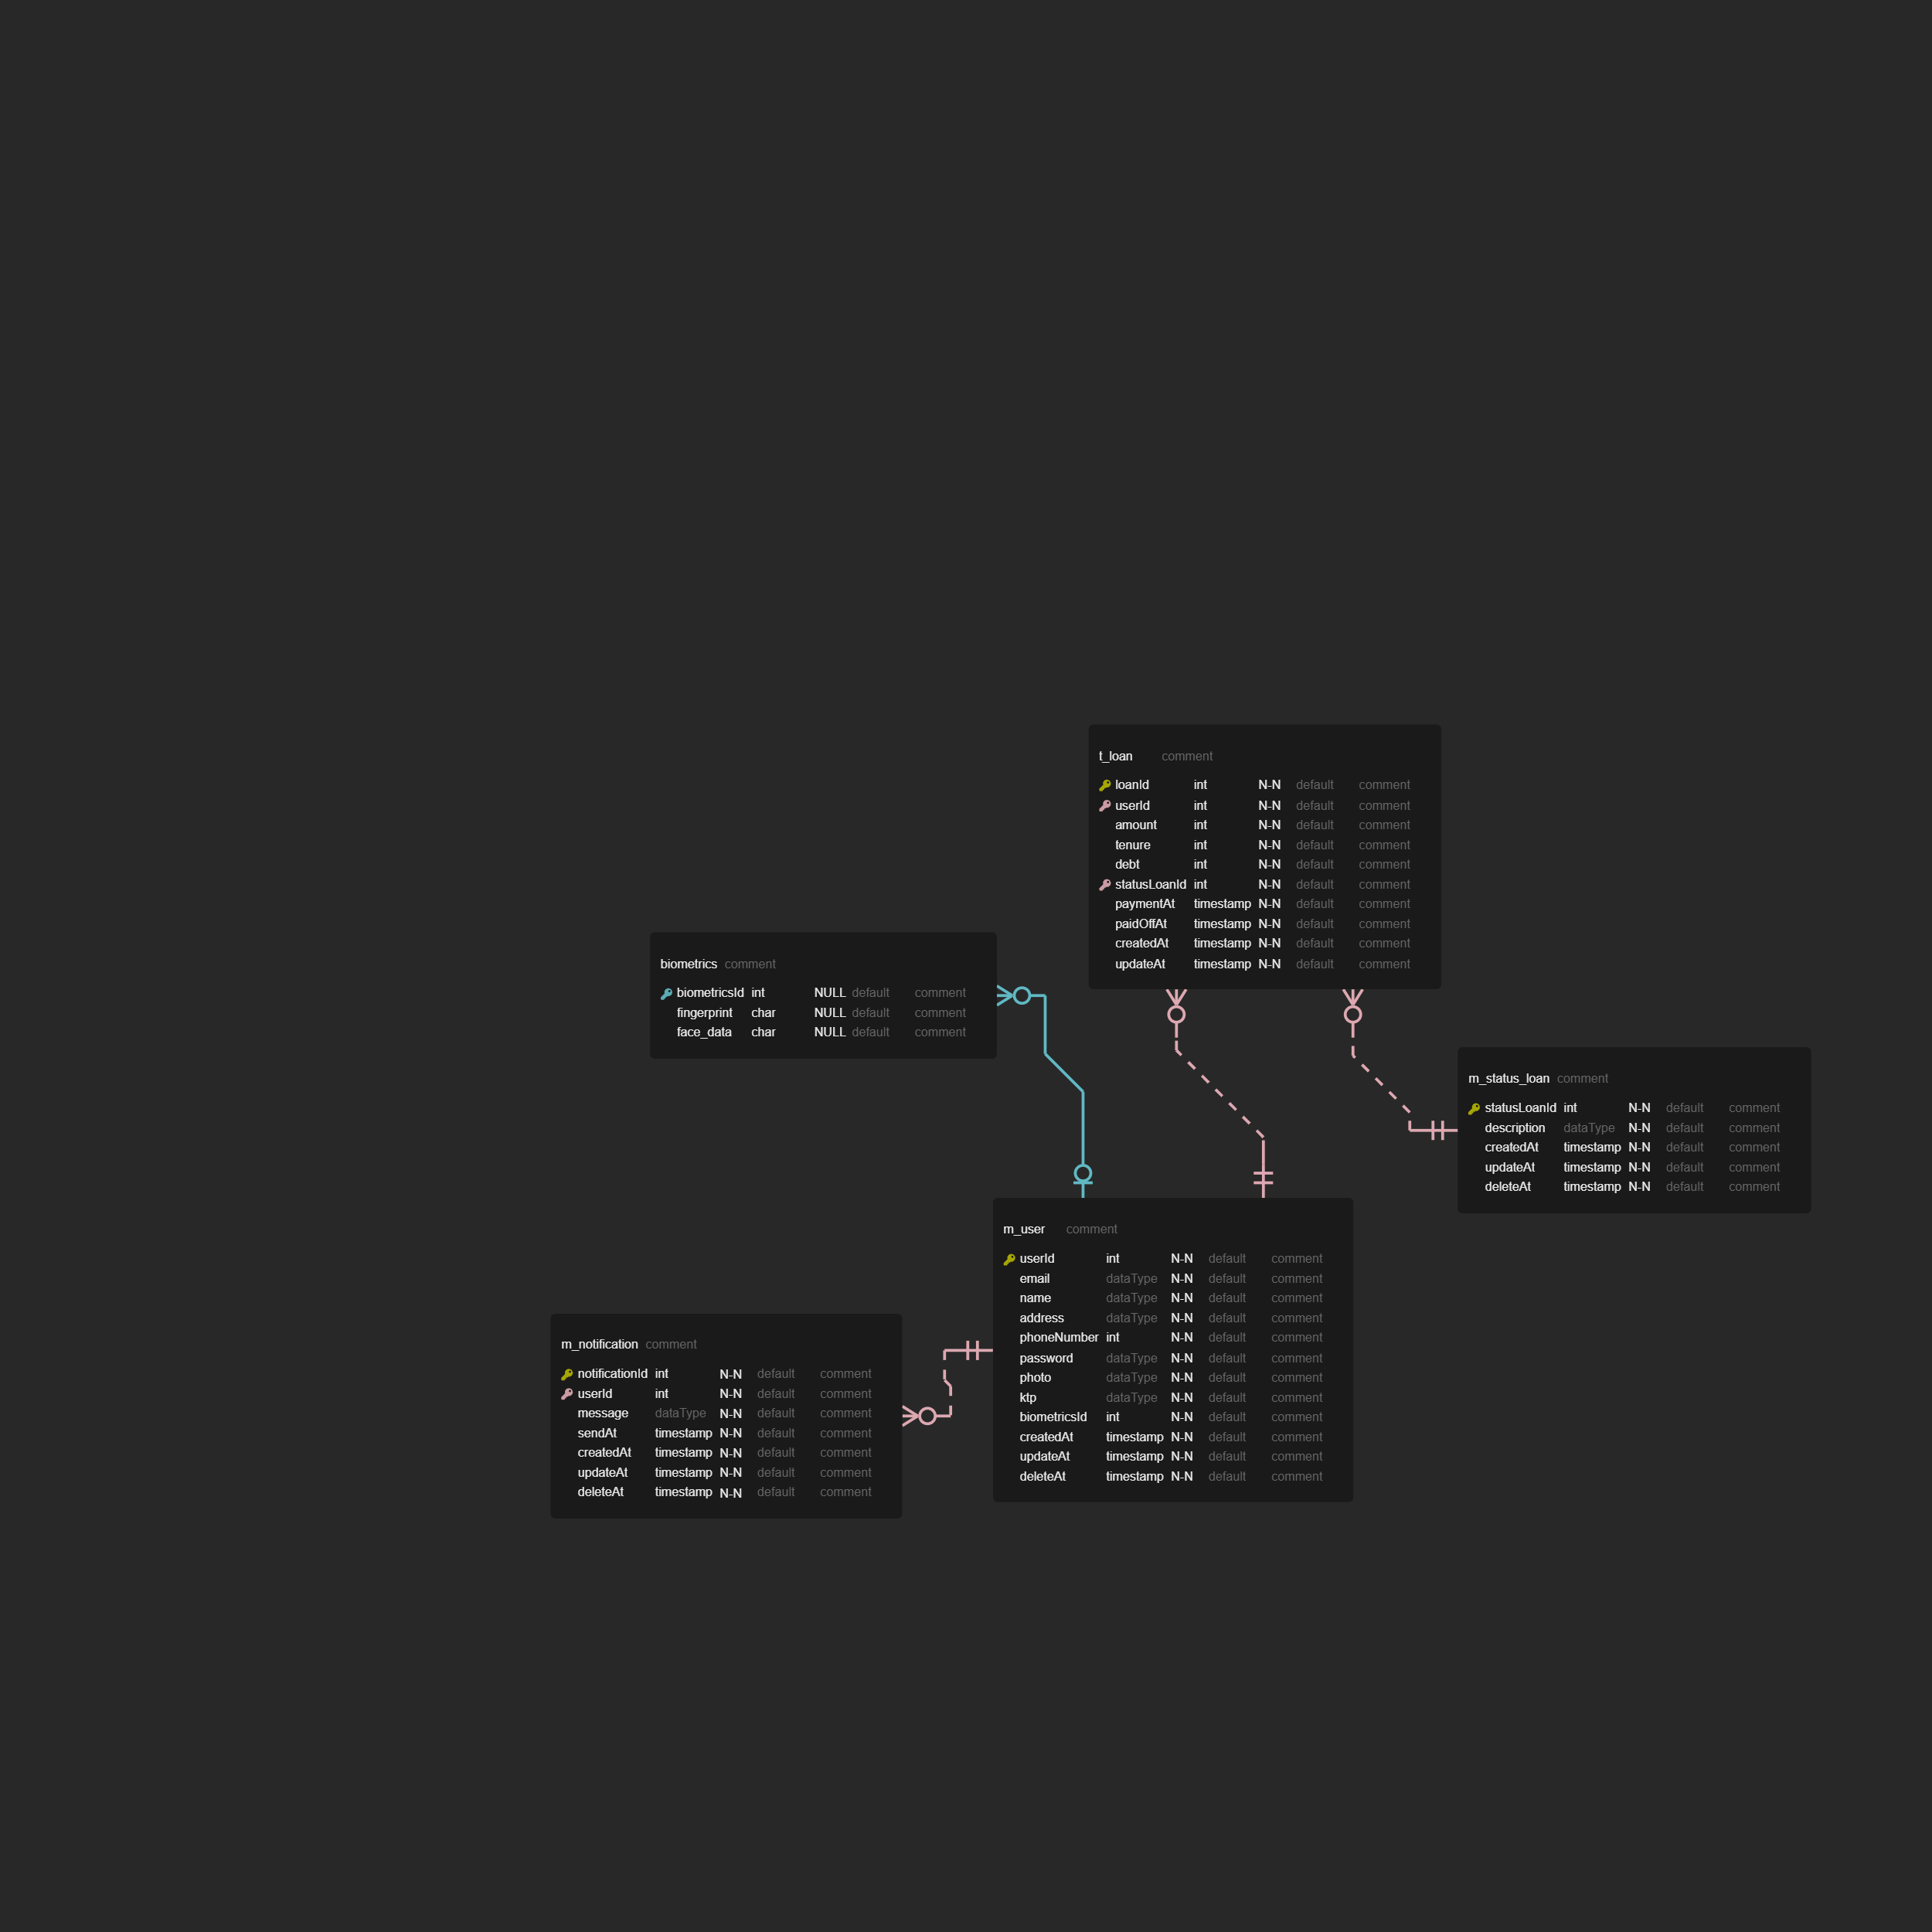 t_loan comment
loanId int N-N default comment
userId int N-N default comment
amount int N-N default comment
tenure int N-N default comment
debt int N-N default comment
statusLoanId int N-N default comment
paymentAt timestamp N-N default comment
paidOffAt timestamp N-N default comment
createdAt timestamp N-N default comment
updateAt timestamp N-N default comment
biometrics comment
biometricsId int NULL default comment
fingerprint char NULL default comment
face_data char NULL default comment
m_status_loan comment
statusLoanId int N-N default comment
description dataType N-N default comment
createdAt timestamp N-N default comment
updateAt timestamp N-N default comment
deleteAt timestamp N-N default comment
m_user comment
userId int N-N default comment
email dataType N-N default comment
name dataType N-N default comment
address dataType N-N default comment
phoneNumber int N-N default comment
password dataType N-N default comment
photo dataType N-N default comment
ktp dataType N-N default comment
biometricsId int N-N default comment
createdAt timestamp N-N default comment
updateAt timestamp N-N default comment
deleteAt timestamp N-N default comment
m_notification comment
notificationId int N-N default comment
userId int N-N default comment
message dataType N-N default comment
sendAt timestamp N-N default comment
createdAt timestamp N-N default comment
updateAt timestamp N-N default comment
deleteAt timestamp N-N default comment